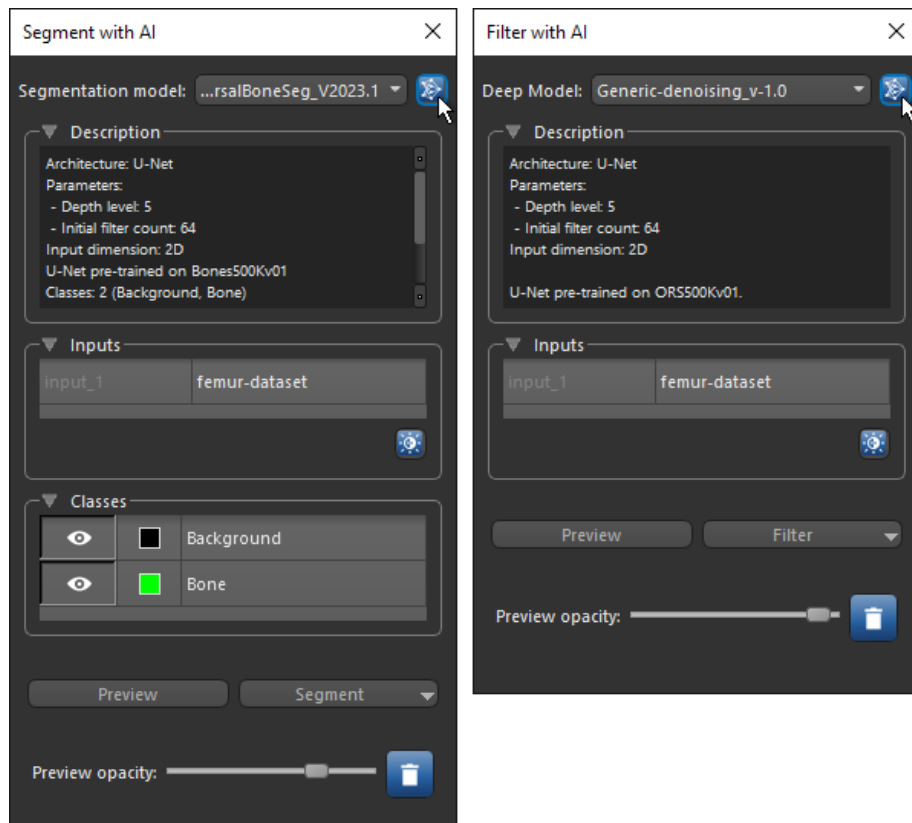 Segment with AI
Segmentation model: ...rsalBoneSeg_V2023.1
Description
Architecture: U-Net
Parameters:
- Depth level: 5
- Initial filter count: 64
Input dimension: 2D
U-Net pre-trained on Bones500Kv01
Classes: 2 (Background, Bone)
Inputs
input_1 femur-dataset
Classes
Background
Bone
Preview Segment
Preview opacity:
Filter with AI
Deep Model: Generic-denoising_v-1.0
Description
Architecture: U-Net
Parameters:
- Depth level: 5
- Initial filter count: 64
Input dimension: 2D
U-Net pre-trained on ORS500Kv01.
Inputs
input_1 femur-dataset
Preview Filter
Preview opacity: